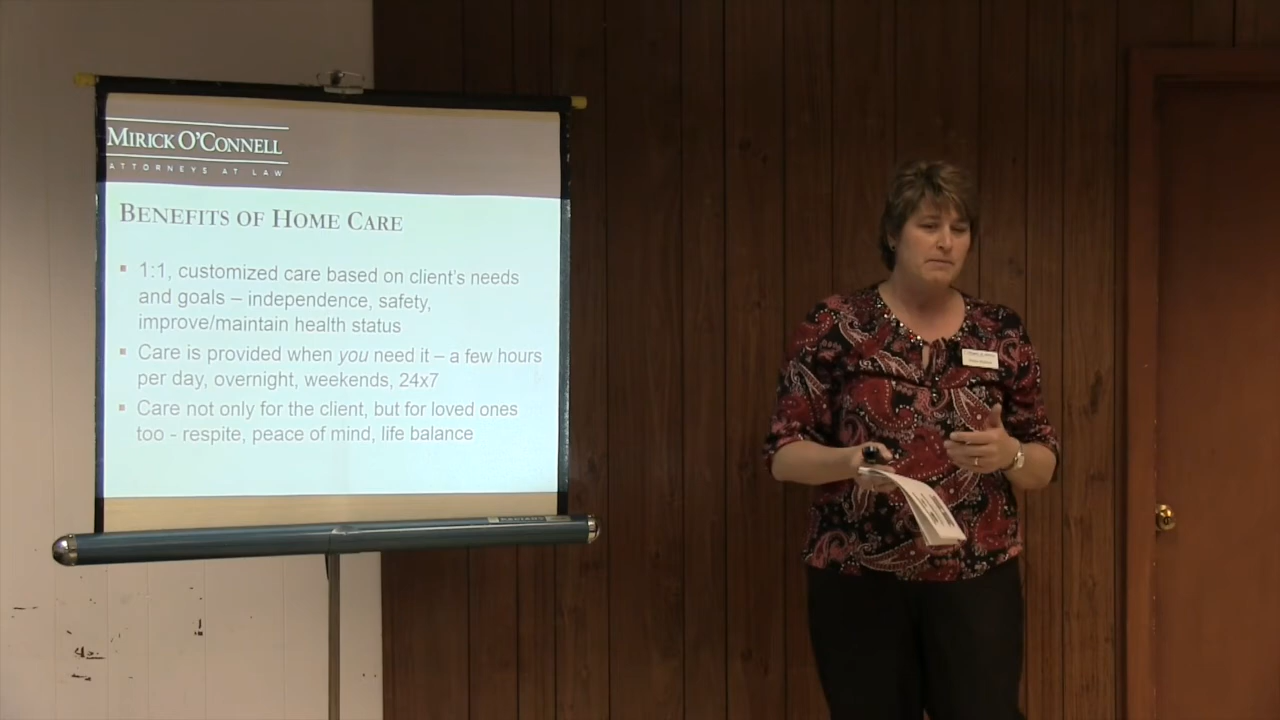 MIRICK O'CONNELL
ATTORNEYS AT LAW
BENEFITS OF HOME CARE
1:1, customized care based on client's needs
and goals – independence, safety,
improve/maintain health status
Care is provided when you need it – a few hours
per day, overnight, weekends, 24x7
Care not only for the client, but for loved ones
too - respite, peace of mind, life balance